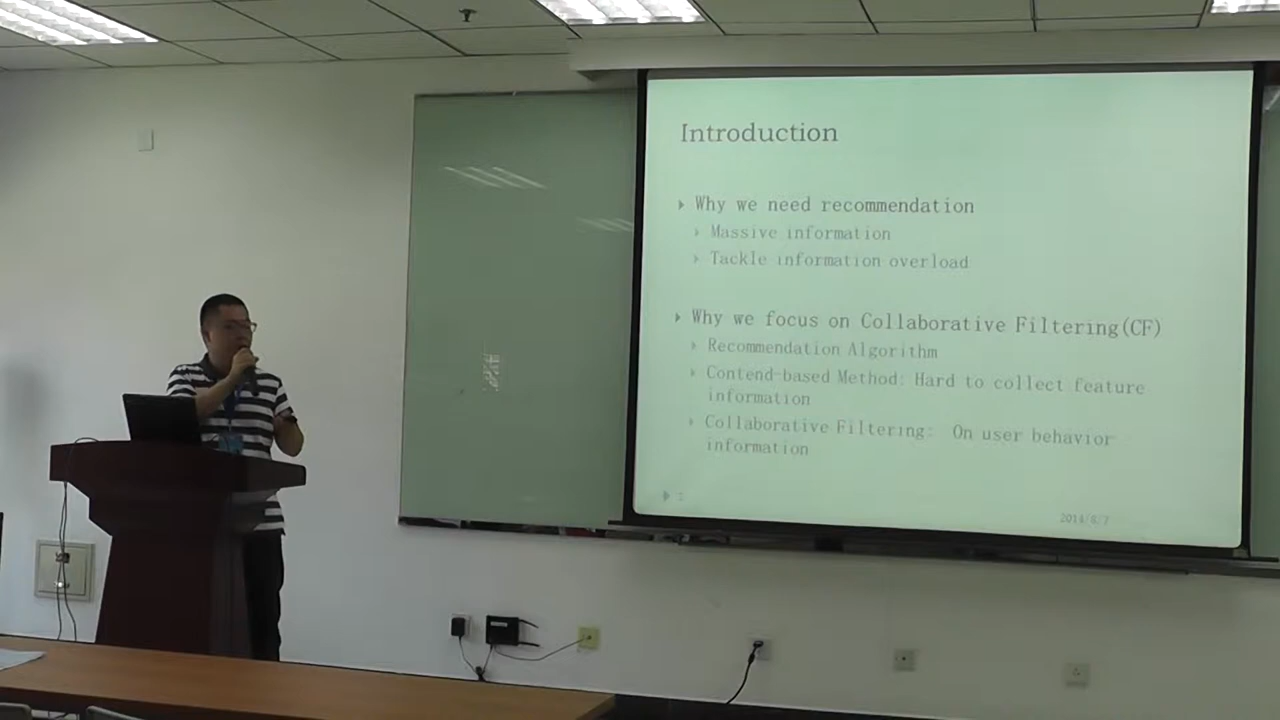 Introduction
Why we need recommendation
Massive information
Tackle information overload
Why we focus on Collaborative Filtering(CF)
Recommendation Algorithm
Contend-based Method: Hard to collect feature
information
Collaborative Filtering: On user behavior
information
2014/8/7